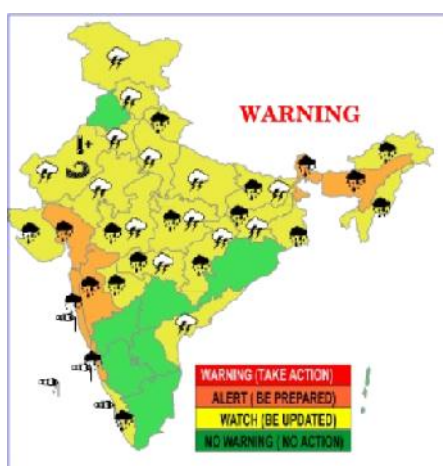 WARNING
WARNING (TAKE ACTION)
ALERT ( BE PREPARED)
WATCH (BE UPDATED)
NO WARNING ( NO ACTION)